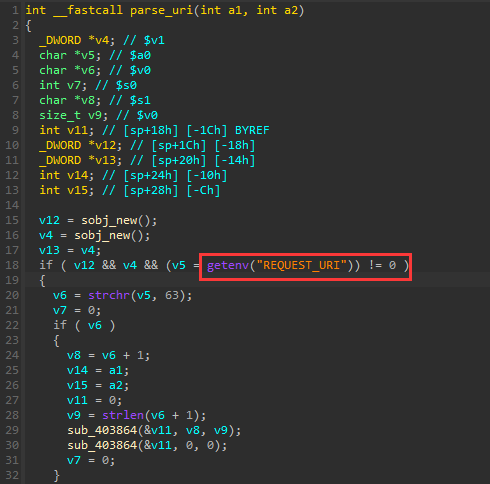 1 int __fastcall parse_uri(int a1, int a2)
2 {
3 _DWORD *v4; // $v1
4 char *v5; // $a0
5 char *v6; // $v0
6 int v7; // $s0
7 char *v8; // $s1
8 size_t v9; // $v0
9 int v11; // [sp+18h] [-1Ch] BYREF
10 _DWORD *v12; // [sp+1Ch] [-18h]
11 _DWORD *v13; // [sp+20h] [-14h]
12 int v14; // [sp+24h] [-10h]
13 int v15; // [sp+28h] [-Ch]
14
15 v12 = sobj_new();
16 v4 = sobj_new();
17 v13 = v4;
18 if ( v12 && v4 && (v5 = getenv("REQUEST_URI")) != 0 )
19 {
20 v6 = strchr(v5, 63);
21 v7 = 0;
22 if ( v6 )
23 {
24 v8 = v6 + 1;
25 v14 = a1;
26 v15 = a2;
27 v11 = 0;
28 v9 = strlen(v6 + 1);
29 sub_403864(&v11, v8, v9);
30 sub_403864(&v11, 0, 0);
31 v7 = 0;
32 }